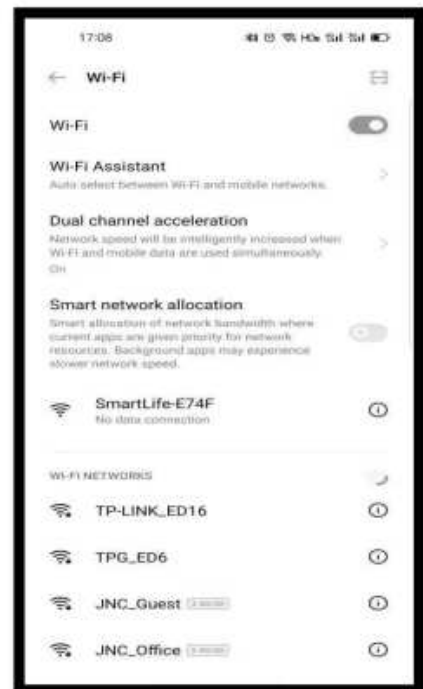 17:08
Wi-Fi
Wi-Fi
Wi-Fi Assistant
Auto select between Wi-Fi and mobile networks.
Dual channel acceleration
Network speed will be intelligently increased when
Wi-Fi and mobile data are used simultaneously.
On
Smart network allocation
Smart allocation of network bandwidth where
current apps are given priority for network
resources. Background apps may experience
slower network speed.
SmartLife-E74F
No data connection
WI-FI NETWORKS
TP-LINK_ED16
TPG_ED6
JNC_Guest
JNC_Office